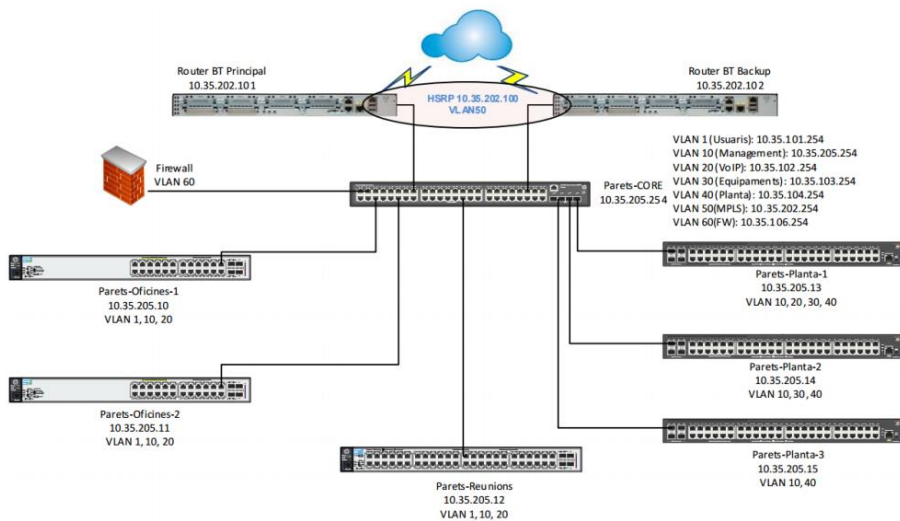 Router BT Principal
10.35.202.101
Router BT Backup
10.35.202.102
HSRP 10.35.202.100
VLAN50
VLAN 1 (Usuaris): 10.35.101.254
VLAN 10 (Management): 10.35.205.254
VLAN 20 (VoIP): 10.35.102.254
VLAN 30 (Equipaments): 10.35.103.254
VLAN 40 (Planta): 10.35.104.254
VLAN 50(MPLS): 10.35.202.254
VLAN 60(FW): 10.35.106.254
Firewall
VLAN 60
Parets-CORE
10.35.205.254
Parets-Oficines-1
10.35.205.10
VLAN 1, 10, 20
Parets-Planta-1
10.35.205.13
VLAN 10, 20, 30, 40
Parets-Oficines-2
10.35.205.11
VLAN 1, 10, 20
Parets-Planta-2
10.35.205.14
VLAN 10, 30, 40
Parets-Reunions
10.35.205.12
VLAN 1, 10, 20
Parets-Planta-3
10.35.205.15
VLAN 10, 40